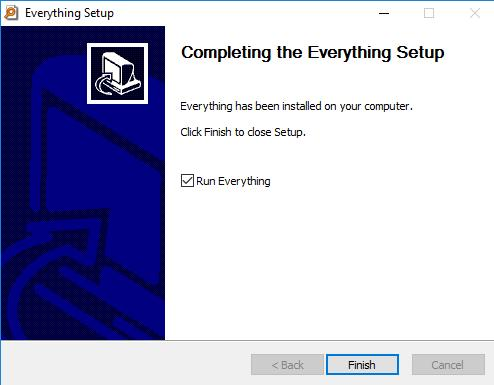 Everything Setup
Completing the Everything Setup
Everything has been installed on your computer.
Click Finish to close Setup.
Run Everything
< Back Finish Cancel